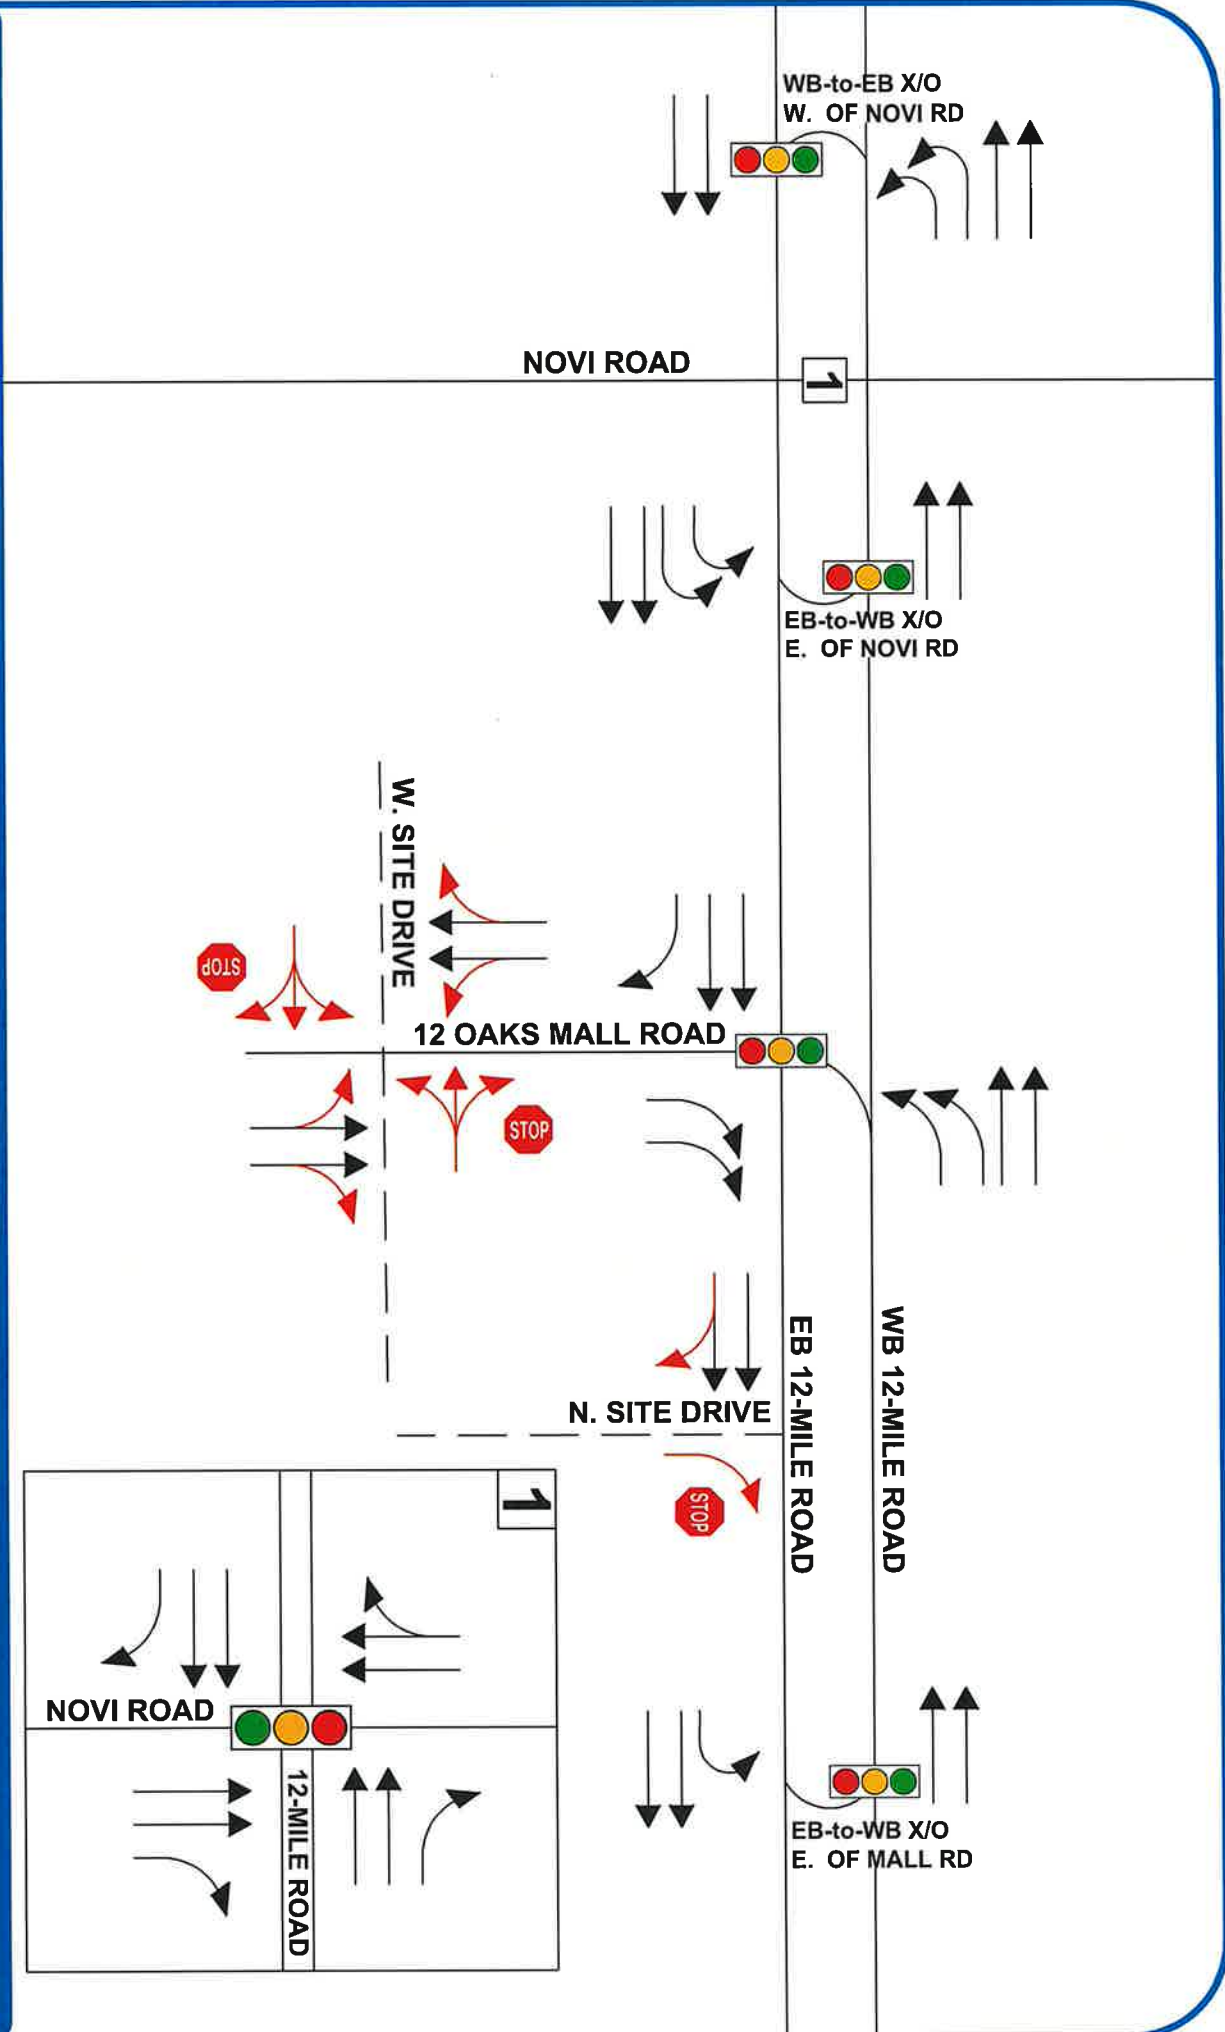 WB-to-EB X/O
W. OF NOVI RD
NOVI ROAD
1
EB-to-WB X/O
E. OF NOVI RD
W. SITE DRIVE
STOP
12 OAKS MALL ROAD
STOP
EB 12-MILE ROAD
WB 12-MILE ROAD
N. SITE DRIVE
STOP
1
NOVI ROAD
12-MILE ROAD
EB-to-WB X/O
E. OF MALL RD